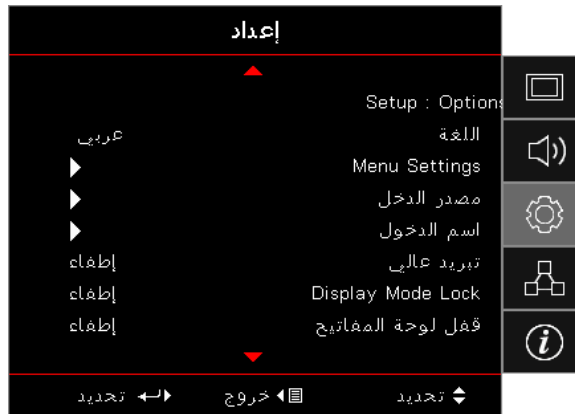 إعداد
Setup : Options
اللغة عربي
Menu Settings
مصدر الدخل
اسم الدخول
تبريد عالي إطفاء
Display Mode Lock إطفاء
قفل لوحة المفاتيح إطفاء
تحديد خروج تحديد